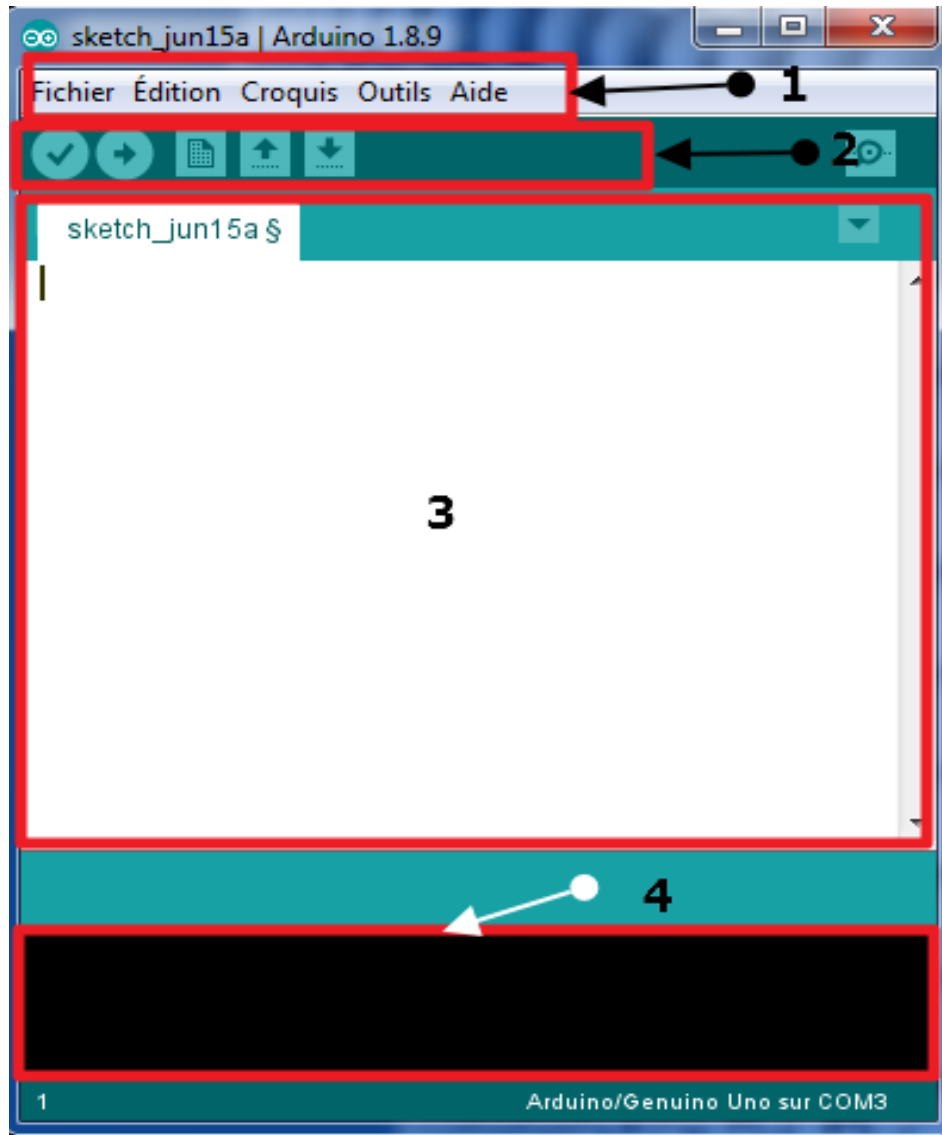 sketch_jun15a | Arduino 1.8.9
Fichier Édition Croquis Outils Aide
1
2
sketch_jun15a §
3
4
1 Arduino/Genuino Uno sur COM3